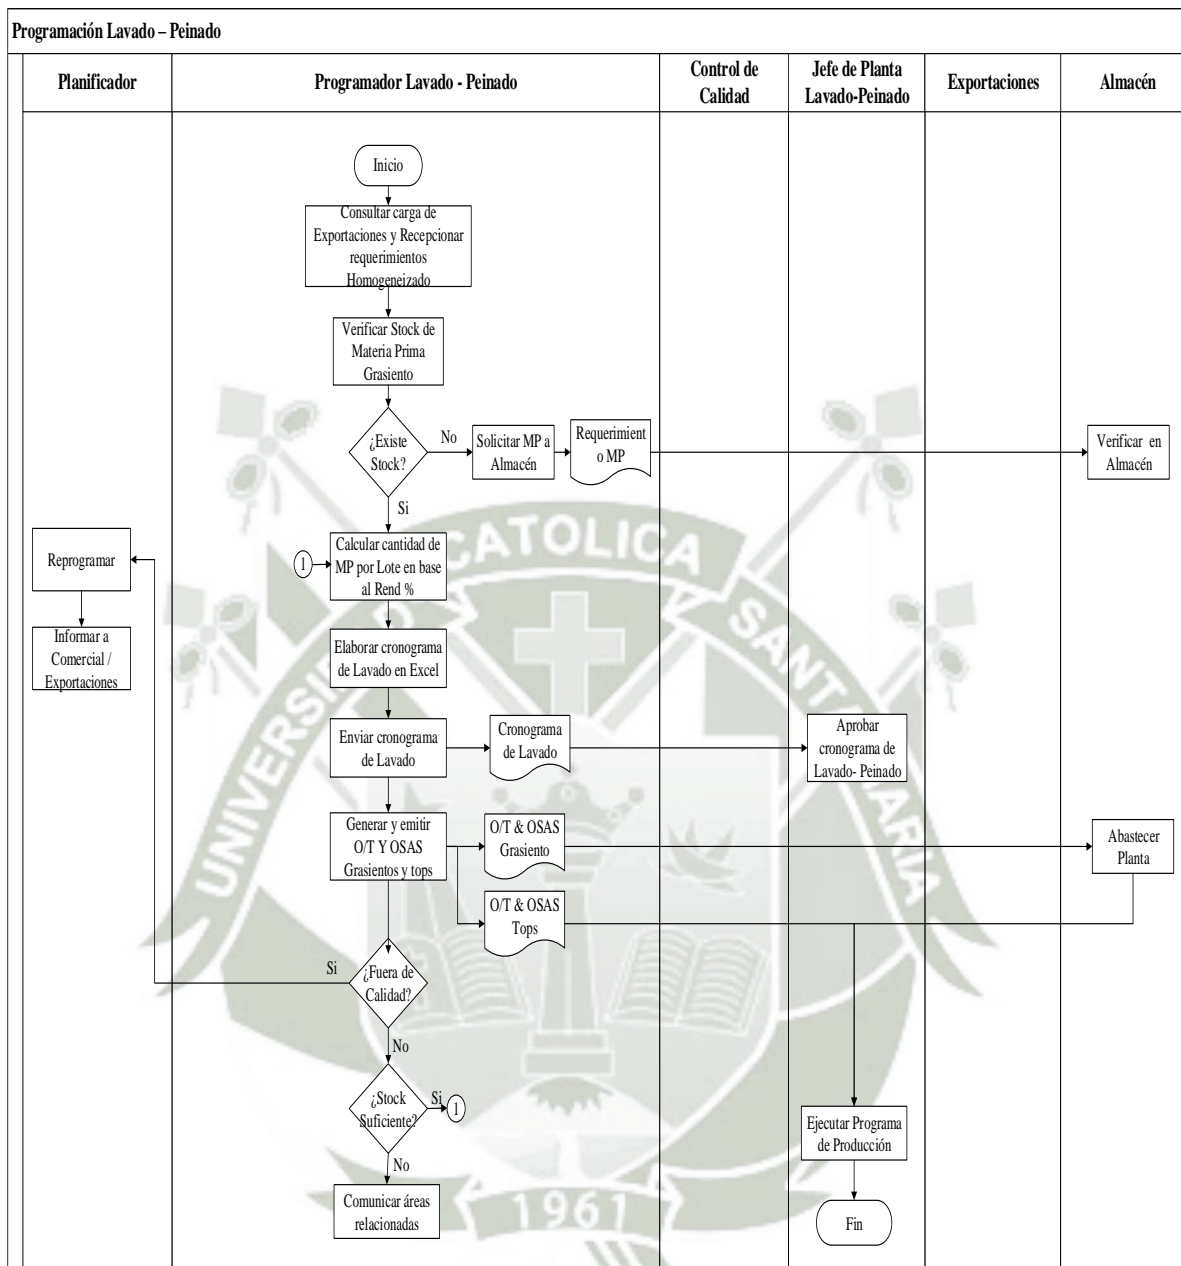 Programación Lavado – Peinado
Planificador
Programador Lavado - Peinado
Control de
Calidad
Jefe de Planta
Lavado-Peinado
Exportaciones
Almacén
Inicio
Consultar carga de
Exportaciones y Recepcionar
requerimientos
Homogeneizado
Verificar Stock de
Materia Prima
Grasiento
¿Existe
Stock?
No
Solicitar MP a
Almacén
Requerimient
o MP
Verificar en
Almacén
Si
Reprogramar
1
Calcular cantidad de
MP por Lote en base
al Rend %
Informar a
Comercial /
Exportaciones
Elaborar cronograma
de Lavado en Excel
Enviar cronograma
de Lavado
Cronograma
de Lavado
Aprobar
cronograma de
Lavado- Peinado
Generar y emitir
O/T Y OSAS
Grasientos y tops
O/T & OSAS
Grasiento
Abastecer
Planta
O/T & OSAS
Tops
Si
¿Fuera de
Calidad?
No
¿Stock
Suficiente?
Si
1
Ejecutar Programa
de Producción
No
Comunicar áreas
relacionadas
Fin
CATOLICA
1961